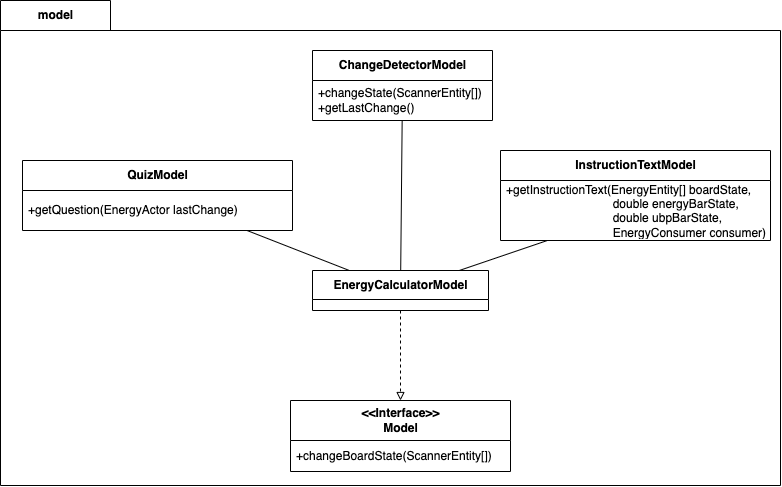 model
ChangeDetectorModel
+changeState(ScannerEntity[])
+getLastChange()
QuizModel
+getQuestion(EnergyActor lastChange)
InstructionTextModel
+getInstructionText(EnergyEntity[] boardState,
double energyBarState,
double ubpBarState,
EnergyConsumer consumer)
EnergyCalculatorModel
<<Interface>>
Model
+changeBoardState(ScannerEntity[])